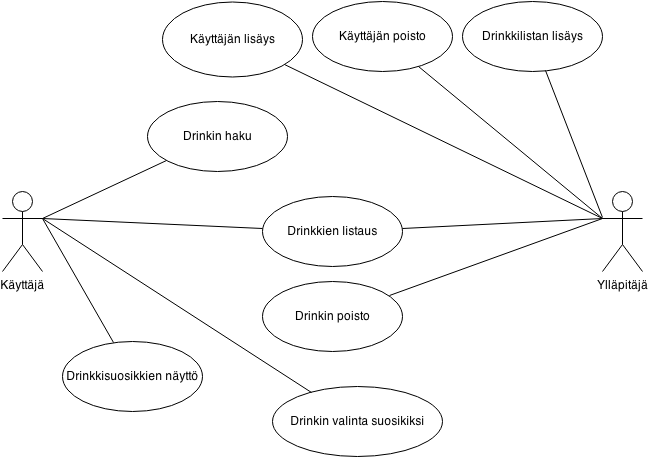 Käyttäjän lisäys
Käyttäjän poisto
Drinkkilistan lisäys
Drinkin haku
Drinkkien listaus
Käyttäjä
Ylläpitäjä
Drinkin poisto
Drinkkisuosikkien näyttö
Drinkin valinta suosikiksi